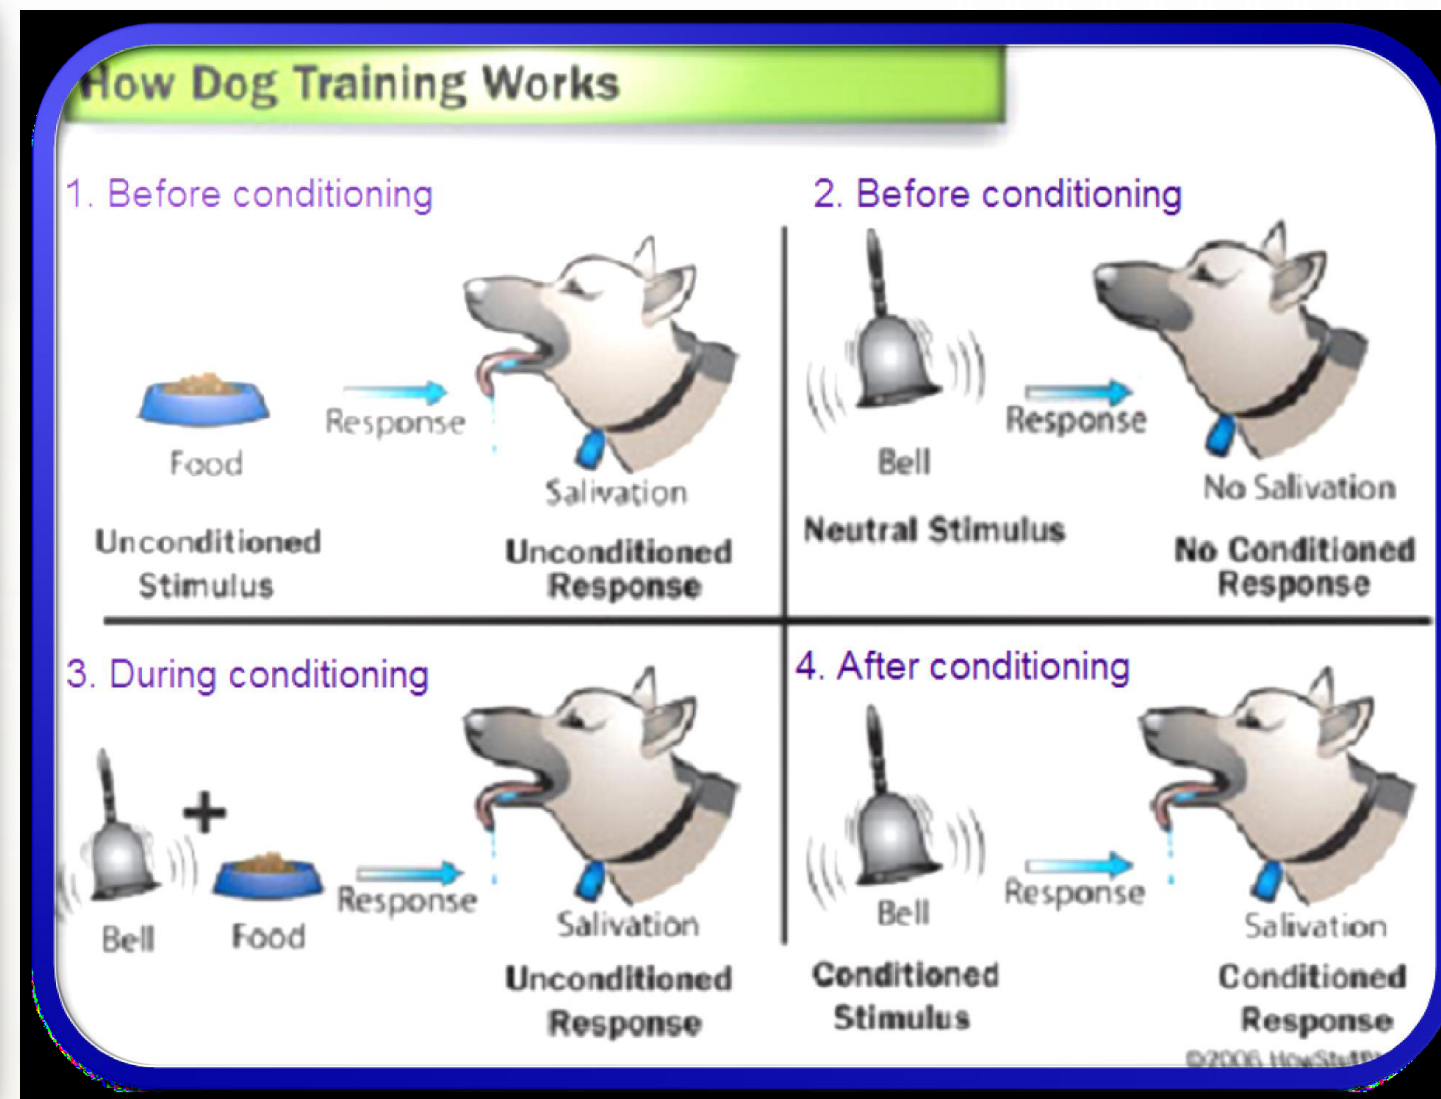 How Dog Training Works
1. Before conditioning
Food
Response
Salivation
Unconditioned
Stimulus
Unconditioned
Response
2. Before conditioning
Bell
Response
No Salivation
Neutral Stimulus
No Conditioned
Response
3. During conditioning
+
Bell
Food
Response
Salivation
Unconditioned
Response
4. After conditioning
Bell
Response
Salivation
Conditioned
Stimulus
Conditioned
Response
©2006